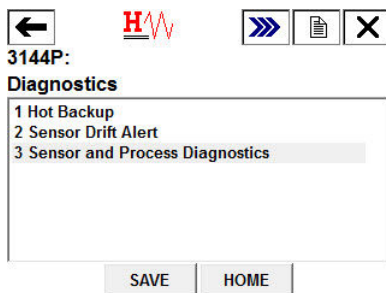 H
3144P:
Diagnostics
1 Hot Backup
2 Sensor Drift Alert
3 Sensor and Process Diagnostics
SAVE HOME